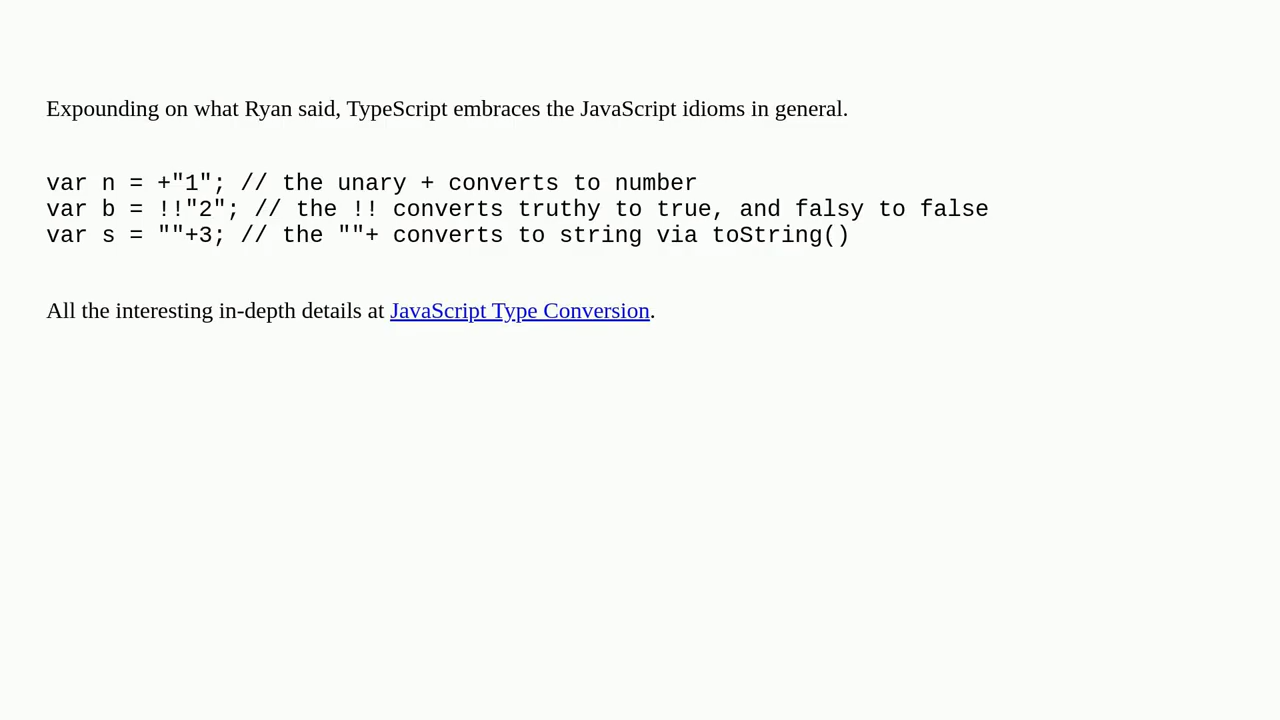 Expounding on what Ryan said, TypeScript embraces the JavaScript idioms in general.
var n = +"1"; // the unary + converts to number
var b = !!"2"; // the !! converts truthy to true, and falsy to false
var s = ""+3; // the ""+ converts to string via toString()
All the interesting in-depth details at JavaScript Type Conversion.